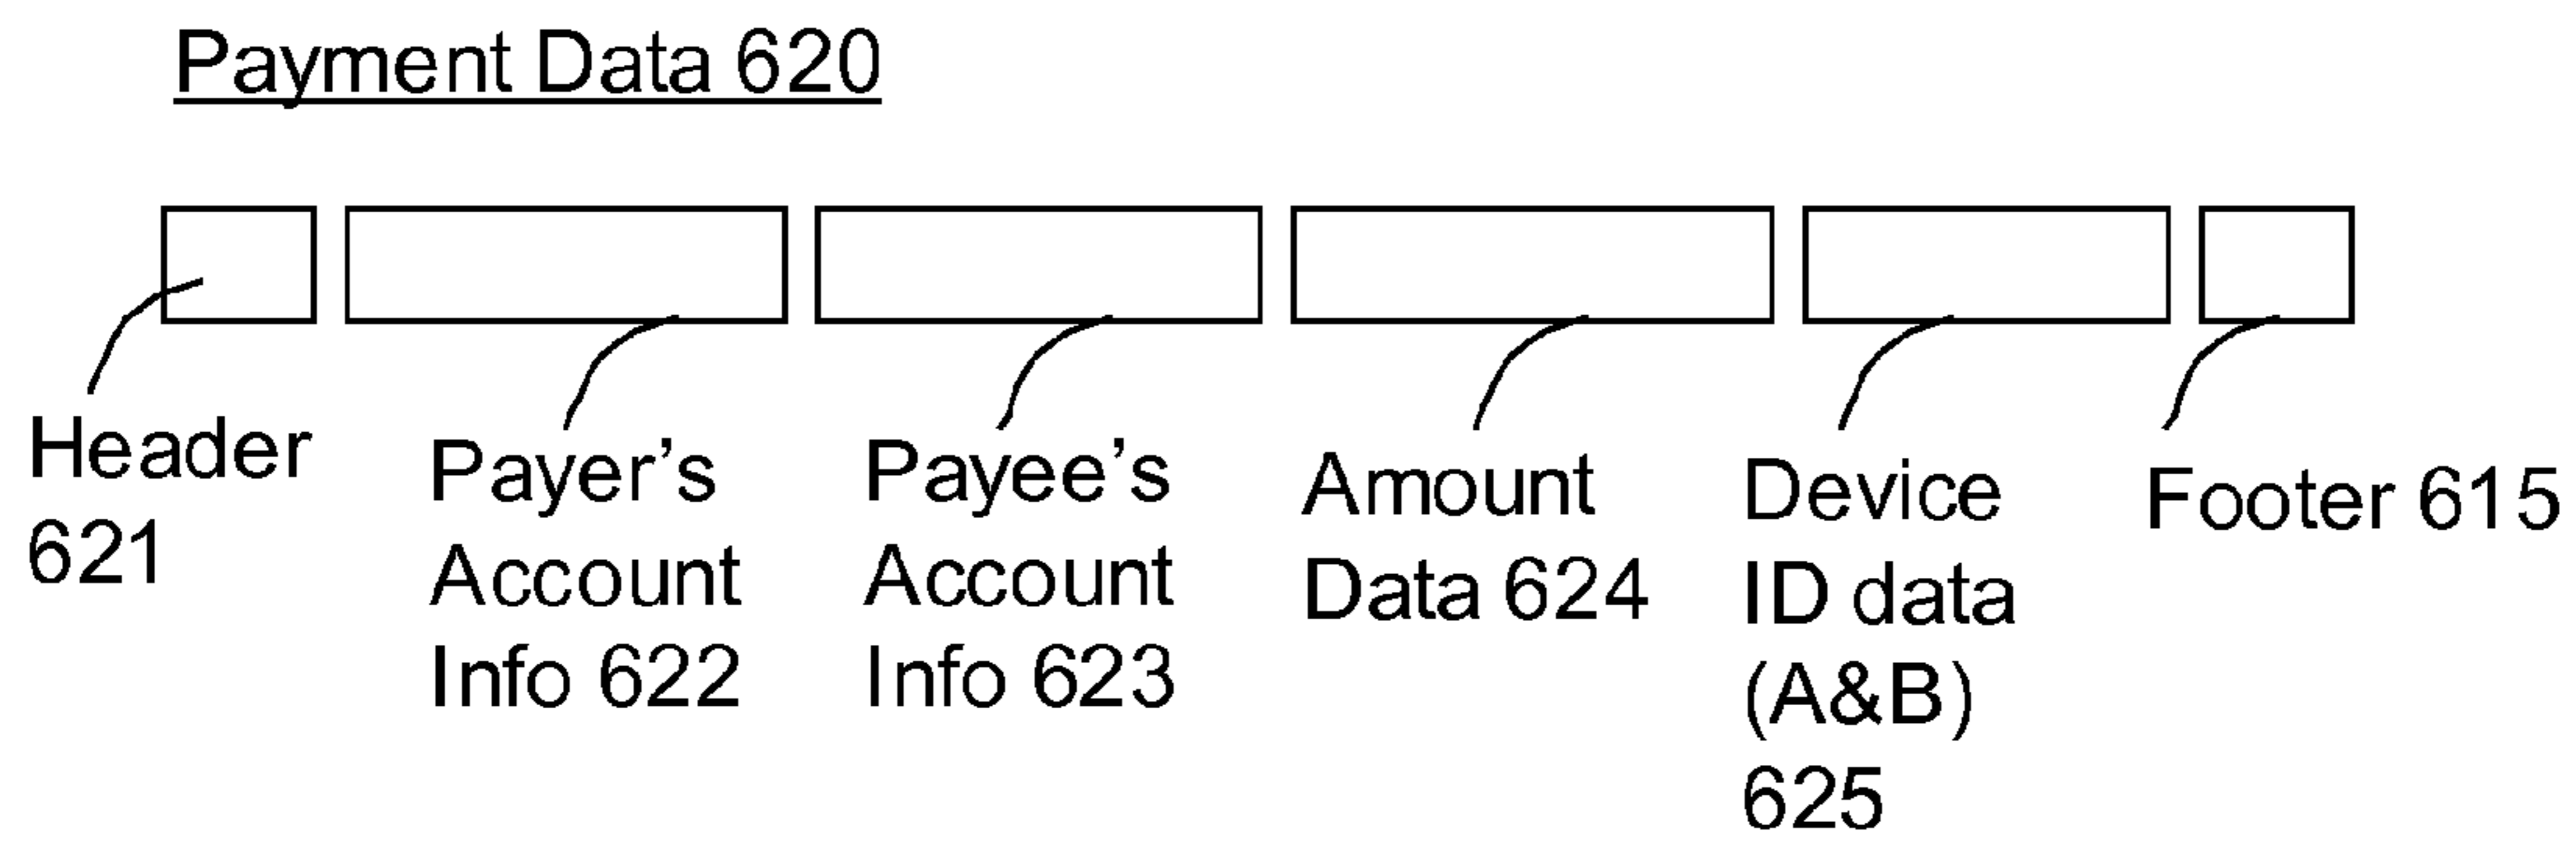 Payment Data 620
Header
621
Payer’s
Account
Info 622
Payee’s
Account
Info 623
Amount
Data 624
Device
ID data
(A&B)
625
Footer 615